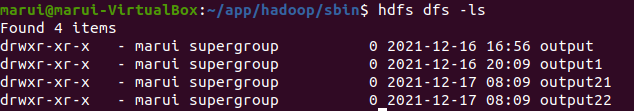 marui@marui-VirtualBox:~/app/hadoop/sbin$ hdfs dfs -ls
Found 4 items
drwxr-xr-x   - marui supergroup          0 2021-12-16 16:56 output
drwxr-xr-x   - marui supergroup          0 2021-12-16 20:09 output1
drwxr-xr-x   - marui supergroup          0 2021-12-17 08:09 output21
drwxr-xr-x   - marui supergroup          0 2021-12-17 08:09 output22